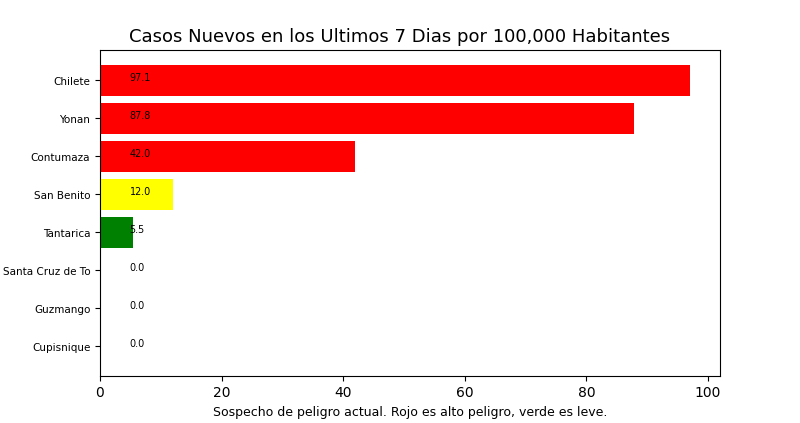 Casos Nuevos en los Ultimos 7 Dias por 100,000 Habitantes
Chilete 97.1
Yonan 87.8
Contumaza 42.0
San Benito 12.0
Tantarica 5.5
Santa Cruz de To 0.0
Guzmango 0.0
Cupisnique 0.0
0 20 40 60 80 100
Sospecho de peligro actual. Rojo es alto peligro, verde es leve.